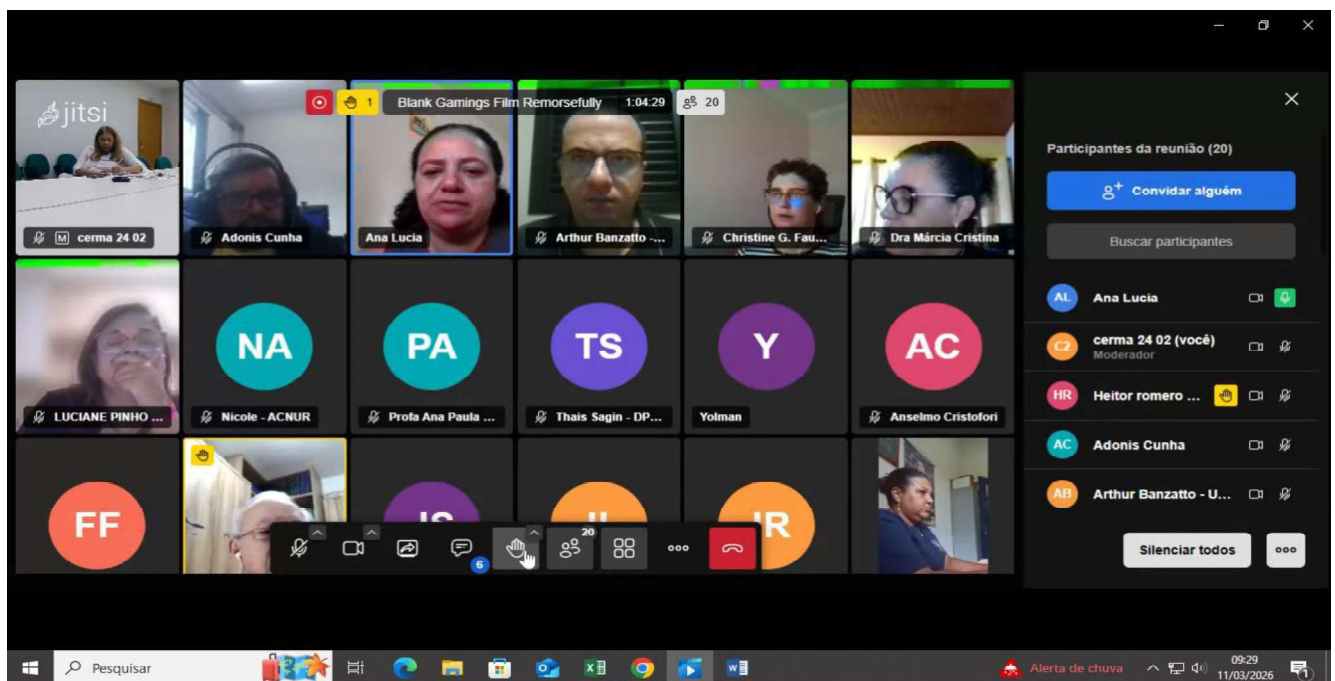 jitsi
1 Blank Gamings Film Remorsefully 1:04:29 20
M cerma 24 02
Adonis Cunha
Ana Lucia
Arthur Banzatto -...
Christine G. Fau...
Dra Márcia Cristina
LUCIANE PINHO ...
NA
Nicole - ACNUR
PA
Profa Ana Paula ...
TS
Thais Sagin - DP...
Y
Yolman
AC
Anselmo Cristofori
FF
IR
20
6
Participantes da reunião (20)
Convidar alguém
Buscar participantes
AL Ana Lucia
C2 cerma 24 02 (você)
Moderador
HR Heitor romero ...
AC Adonis Cunha
AB Arthur Banzatto - U...
Silenciar todos
Pesquisar
Alerta de chuva
09:29
11/03/2026
1